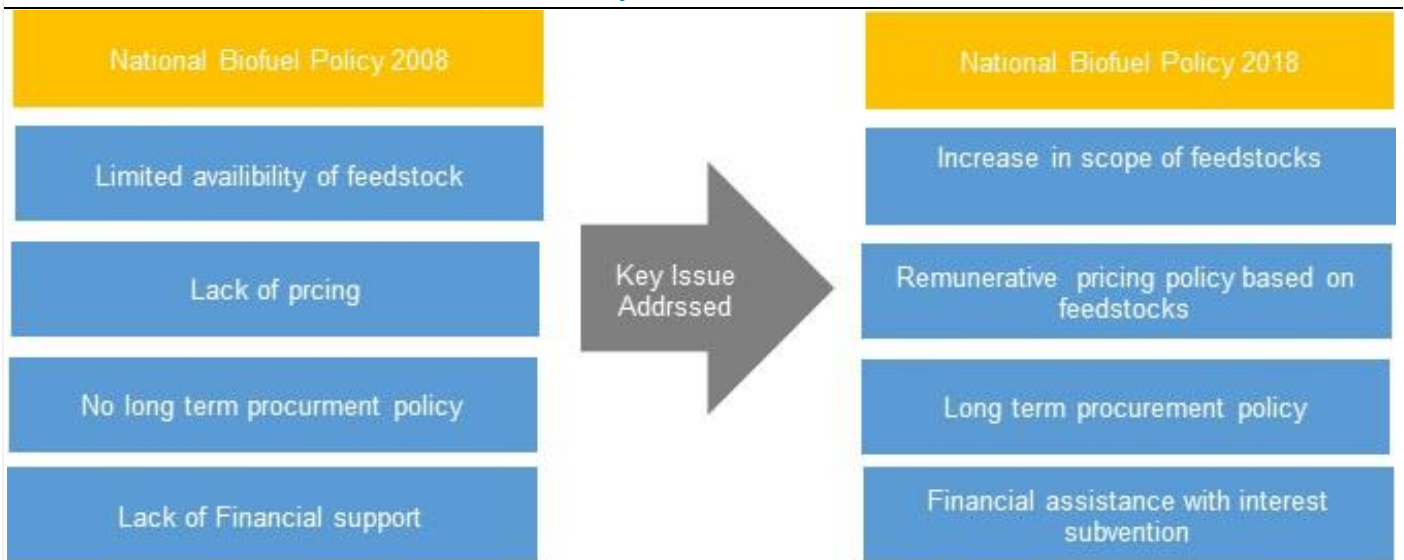 National Biofuel Policy 2008
Limited availibility of feedstock
Lack of prcing
No long term procurment policy
Lack of Financial support
Key Issue
Addrssed
National Biofuel Policy 2018
Increase in scope of feedstocks
Remunerative pricing policy based on
feedstocks
Long term procurement policy
Financial assistance with interest
subvention